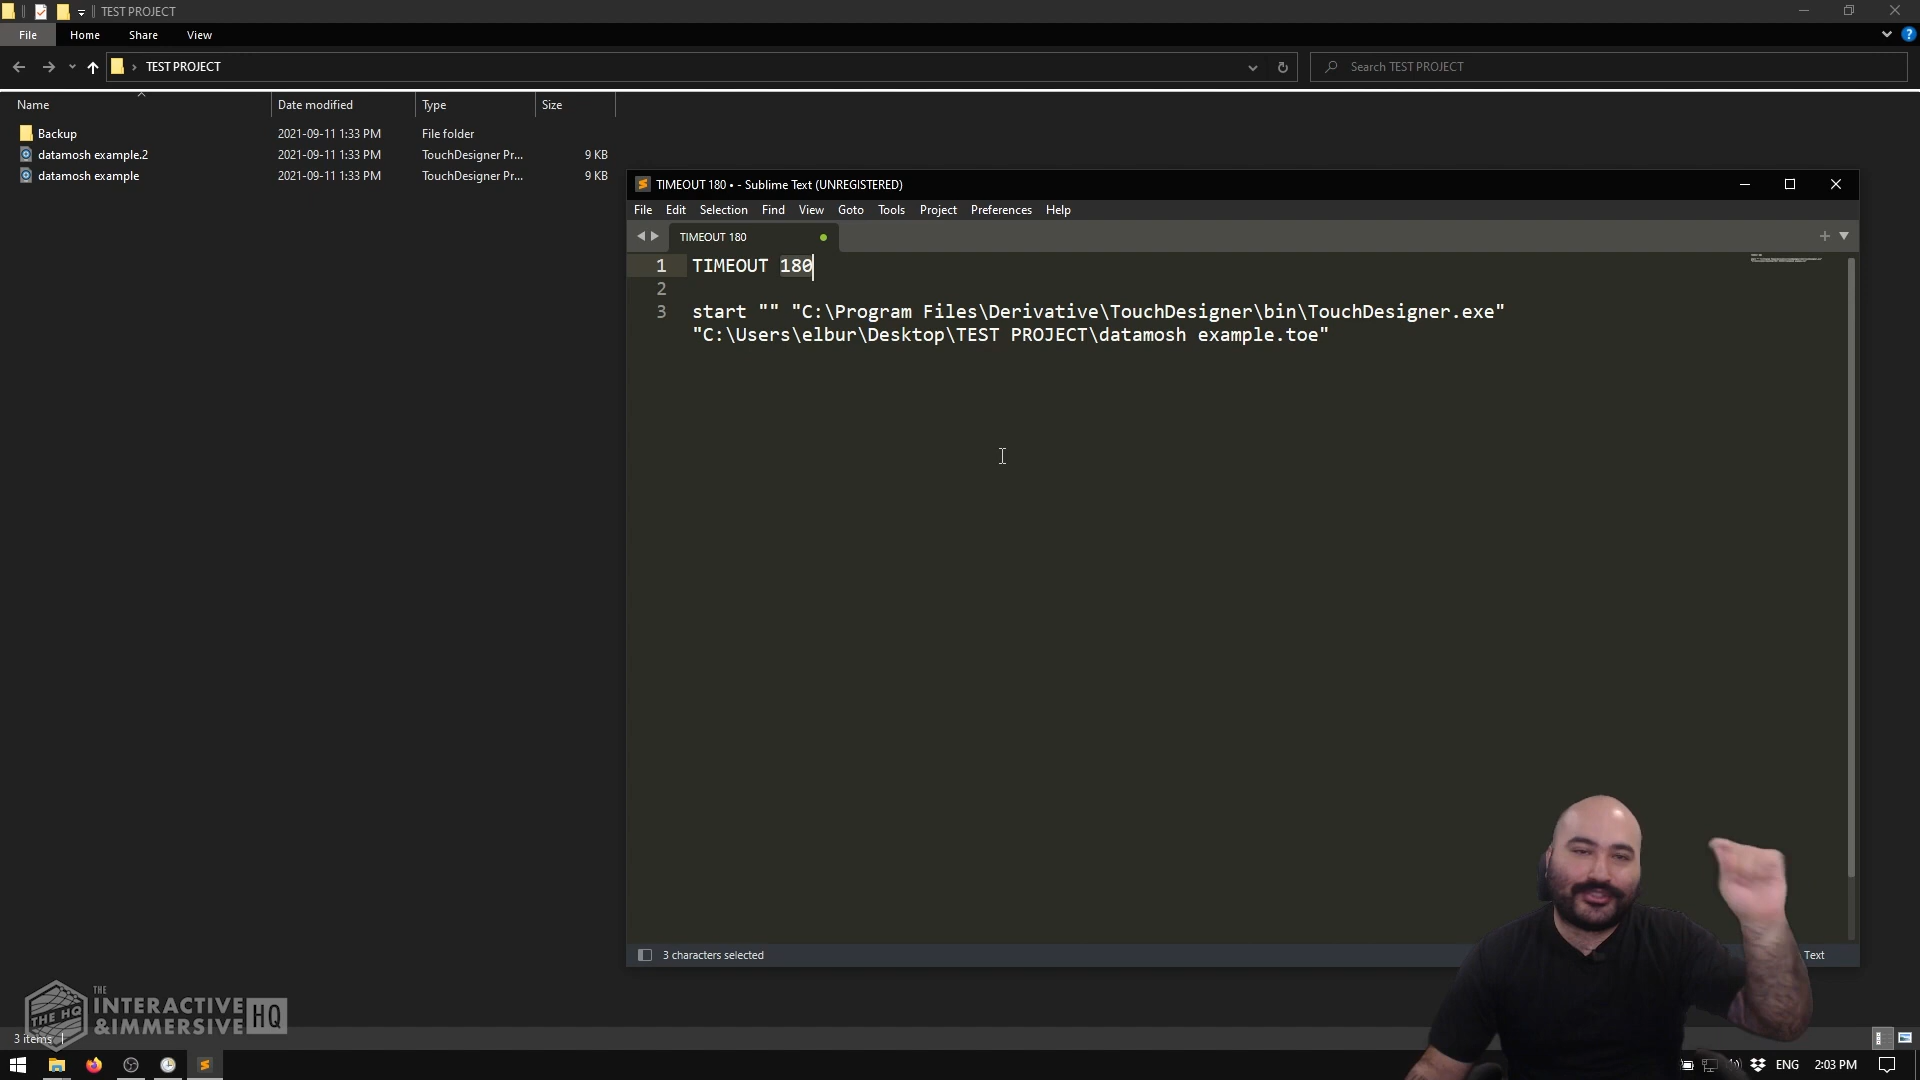 TEST PROJECT
File Home Share View
TEST PROJECT
Search TEST PROJECT
Name Date modified Type Size
Backup 2021-09-11 1:33 PM File folder
datamosh example.2 2021-09-11 1:33 PM TouchDesigner Pr... 9 KB
datamosh example 2021-09-11 1:33 PM TouchDesigner Pr... 9 KB
TIMEOUT 180 • - Sublime Text (UNREGISTERED)
File Edit Selection Find View Goto Tools Project Preferences Help
TIMEOUT 180
1 TIMEOUT 180
2
3 start "" "C:\Program Files\Derivative\TouchDesigner\bin\TouchDesigner.exe"
"C:\Users\elbur\Desktop\TEST PROJECT\datamosh example.toe"
3 characters selected
Text
THE
INTERACTIVE
&IMMERSIVE HQ
THE HQ
3 items
ENG 2:03 PM